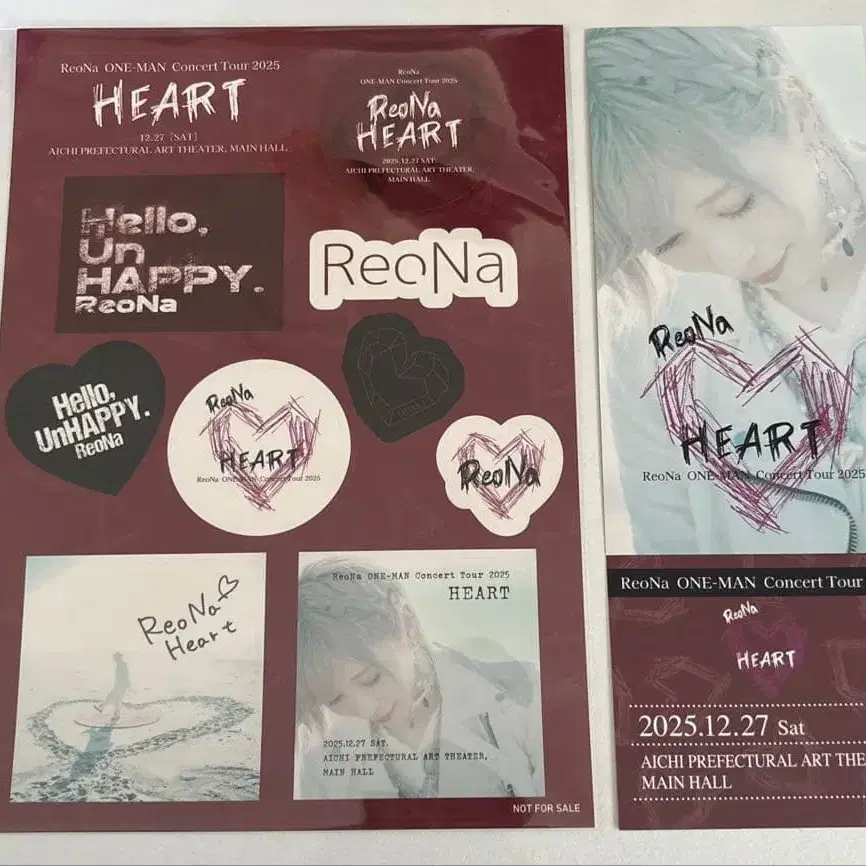 ReoNa ONE-MAN Concert Tour 2025
HEART
12.27 [SAT]
AICHI PREFECTURAL ART THEATER, MAIN HALL
ReoNa
ONE-MAN Concert Tour 2025
ReoNa
HEART
2025.12.27 SAT.
AICHI PREFECTURAL ART THEATER,
MAIN HALL
Hello,
Un
HAPPY.
ReoNa
ReoNa
Hello,
UnHAPPY.
ReoNa
ReoNa
HEART
ReoNa ONE-MAN Concert Tour 2025
ReoNa
ReoNa
Heart
ReoNa ONE-MAN Concert Tour 2025
HEART
2025.12.27 SAT.
AICHI PREFECTURAL ART THEATER,
MAIN HALL
NOT FOR SALE
ReoNa
HEART
ReoNa ONE-MAN Concert Tour 2025
ReoNa ONE-MAN Concert Tour
ReoNa
HEART
2025.12.27 Sat
AICHI PREFECTURAL ART THE
MAIN HALL